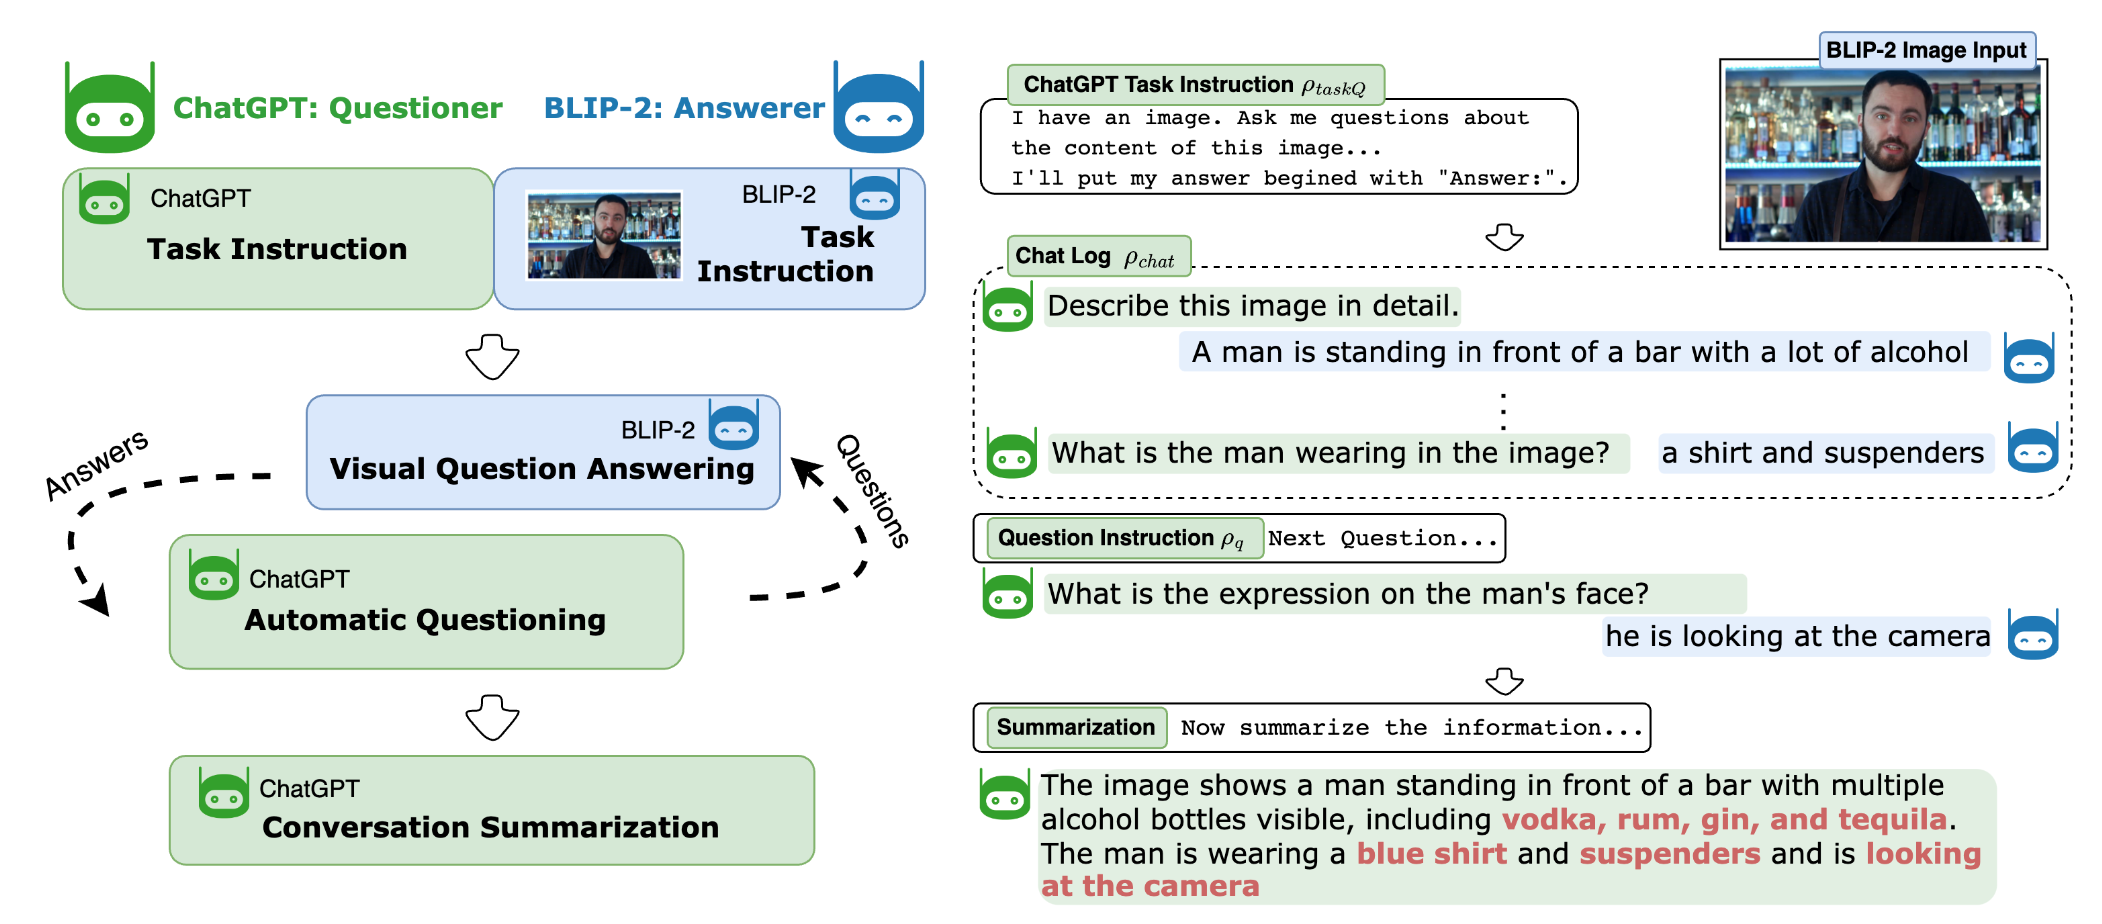 ChatGPT: Questioner
BLIP-2: Answerer
ChatGPT
Task Instruction
BLIP-2
Task
Instruction
BLIP-2
Visual Question Answering
Answers
Questions
ChatGPT
Automatic Questioning
ChatGPT
Conversation Summarization
BLIP-2 Image Input
ChatGPT Task Instruction ρ_taskQ
I have an image. Ask me questions about
the content of this image...
I'll put my answer begined with "Answer:".
Chat Log ρ_chat
Describe this image in detail.
A man is standing in front of a bar with a lot of alcohol
What is the man wearing in the image?
a shirt and suspenders
Question Instruction ρ_q Next Question...
What is the expression on the man's face?
he is looking at the camera
Summarization Now summarize the information...
The image shows a man standing in front of a bar with multiple
alcohol bottles visible, including vodka, rum, gin, and tequila.
The man is wearing a blue shirt and suspenders and is looking
at the camera